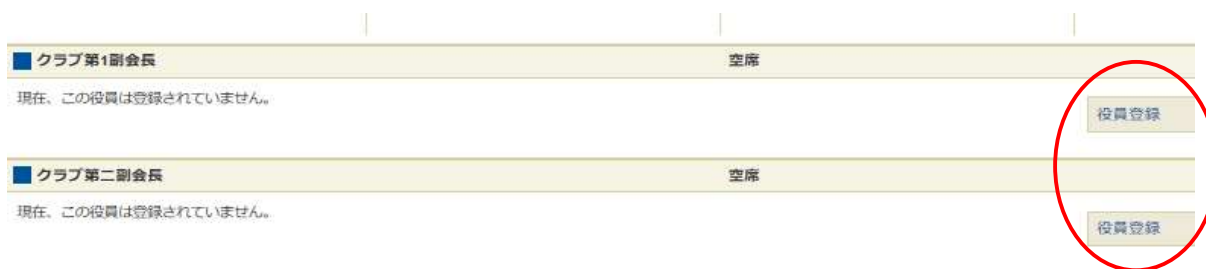 クラブ第1副会長 空席
現在、この役員は登録されていません。
役員登録
クラブ第二副会長 空席
現在、この役員は登録されていません。
役員登録